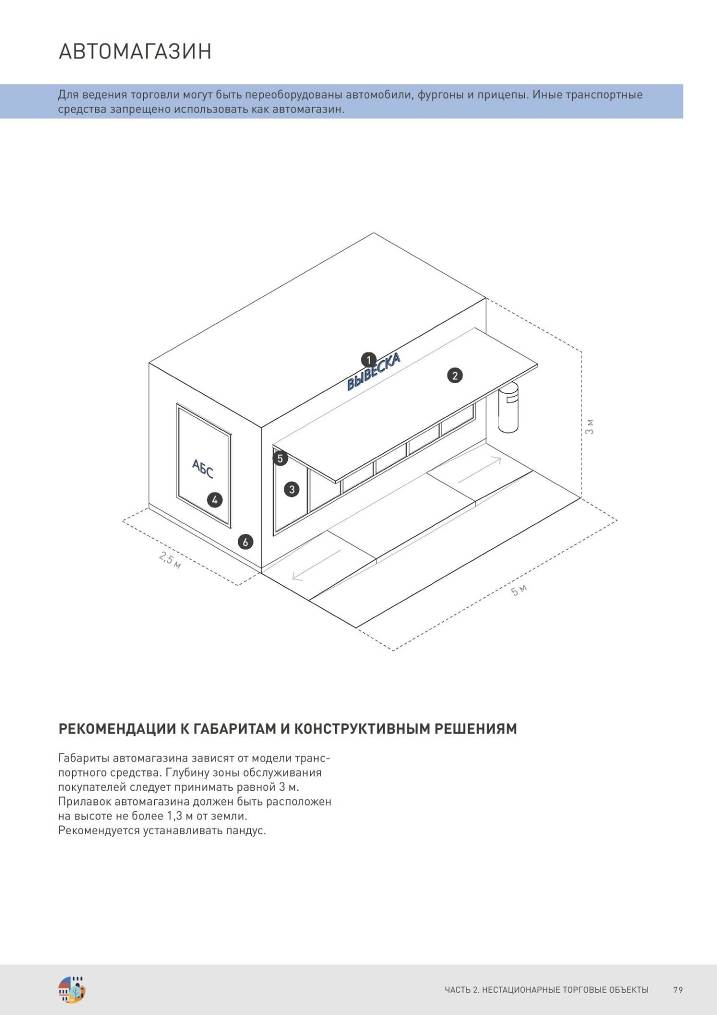 АВТОМАГАЗИН
Для ведения торговли могут быть переоборудованы автомобили, фургоны и прицепы. Иные транспортные
средства запрещено использовать как автомагазин.
1
ВЫВЕСКА
2
3 м
5
АБС
3
4
6
2,5 м
5 м
РЕКОМЕНДАЦИИ К ГАБАРИТАМ И КОНСТРУКТИВНЫМ РЕШЕНИЯМ
Габариты автомагазина зависят от модели транс-
портного средства. Глубину зоны обслуживания
покупателей следует принимать равной 3 м.
Прилавок автомагазина должен быть расположен
на высоте не более 1,3 м от земли.
Рекомендуется устанавливать пандус.
ЧАСТЬ 2. НЕСТАЦИОНАРНЫЕ ТОРГОВЫЕ ОБЪЕКТЫ 79